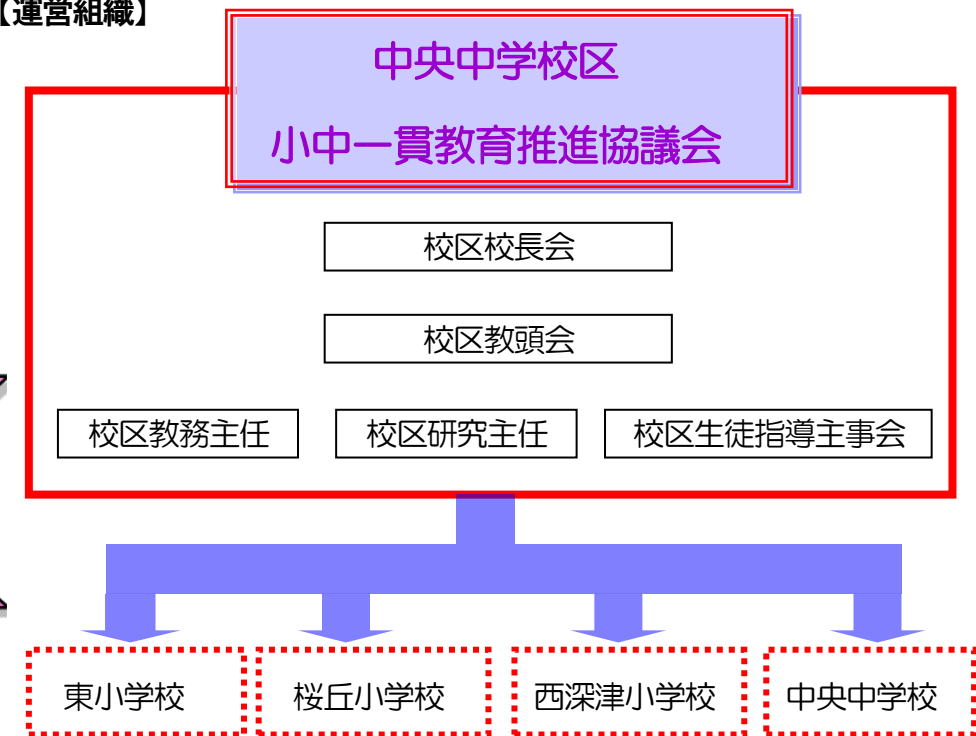 【運営組織】
中央中学校区
小中一貫教育推進協議会
校区校長会
校区教頭会
校区教務主任
校区研究主任
校区生徒指導主事会
東小学校
桜丘小学校
西深津小学校
中央中学校